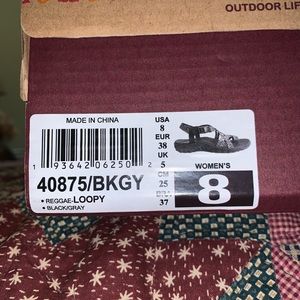 OUTDOOR LIF
MADE IN CHINA
USA
8
EUR
38
UK
5
CM
25
37
1 93642 06250 2
40875/BKGY
• REGGAE-LOOPY
• BLACK/GRAY
WOMEN'S
8